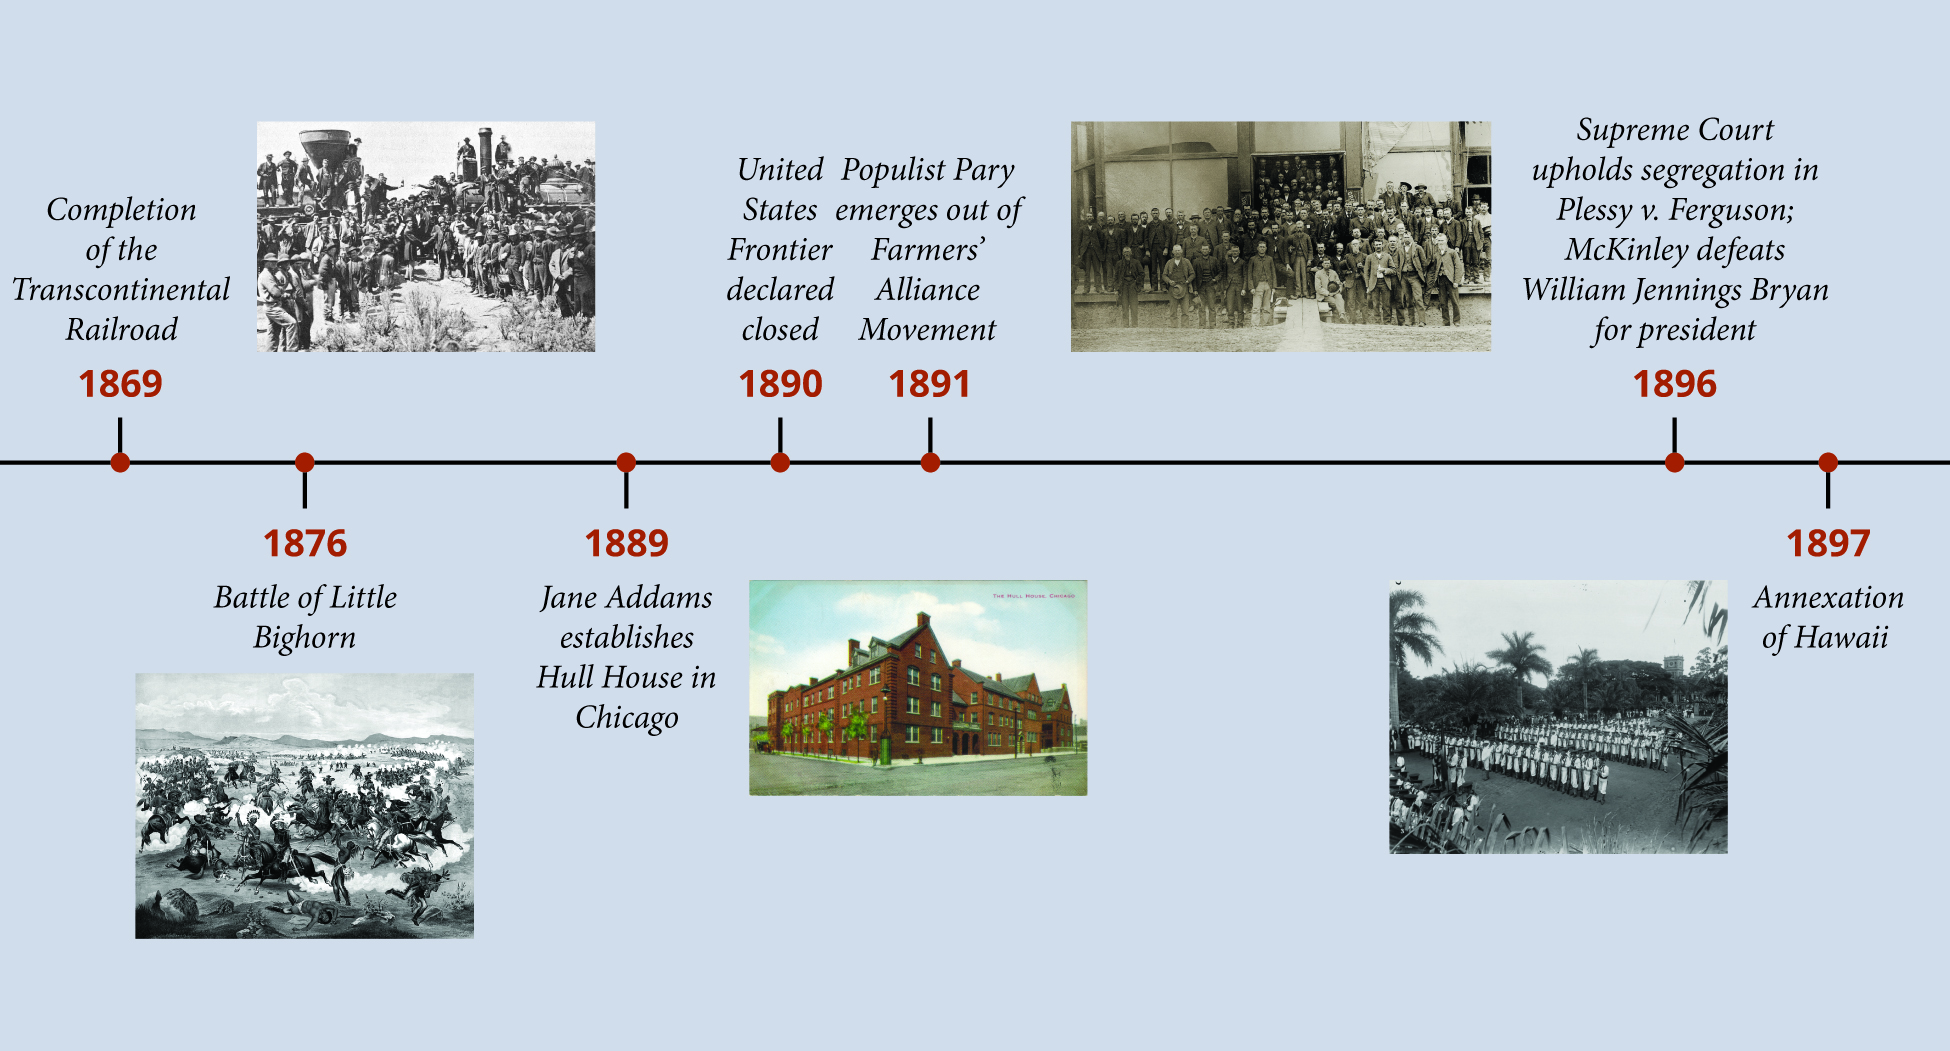 Completion
of the
Transcontinental
Railroad
1869
United
States
Frontier
declared
closed
1890
Populist Pary
emerges out of
Farmers’
Alliance
Movement
1891
Supreme Court
upholds segregation in
Plessy v. Ferguson;
McKinley defeats
William Jennings Bryan
for president
1896
1876
Battle of Little
Bighorn
1889
Jane Addams
establishes
Hull House in
Chicago
THE HULL HOUSE, CHICAGO
1897
Annexation
of Hawaii